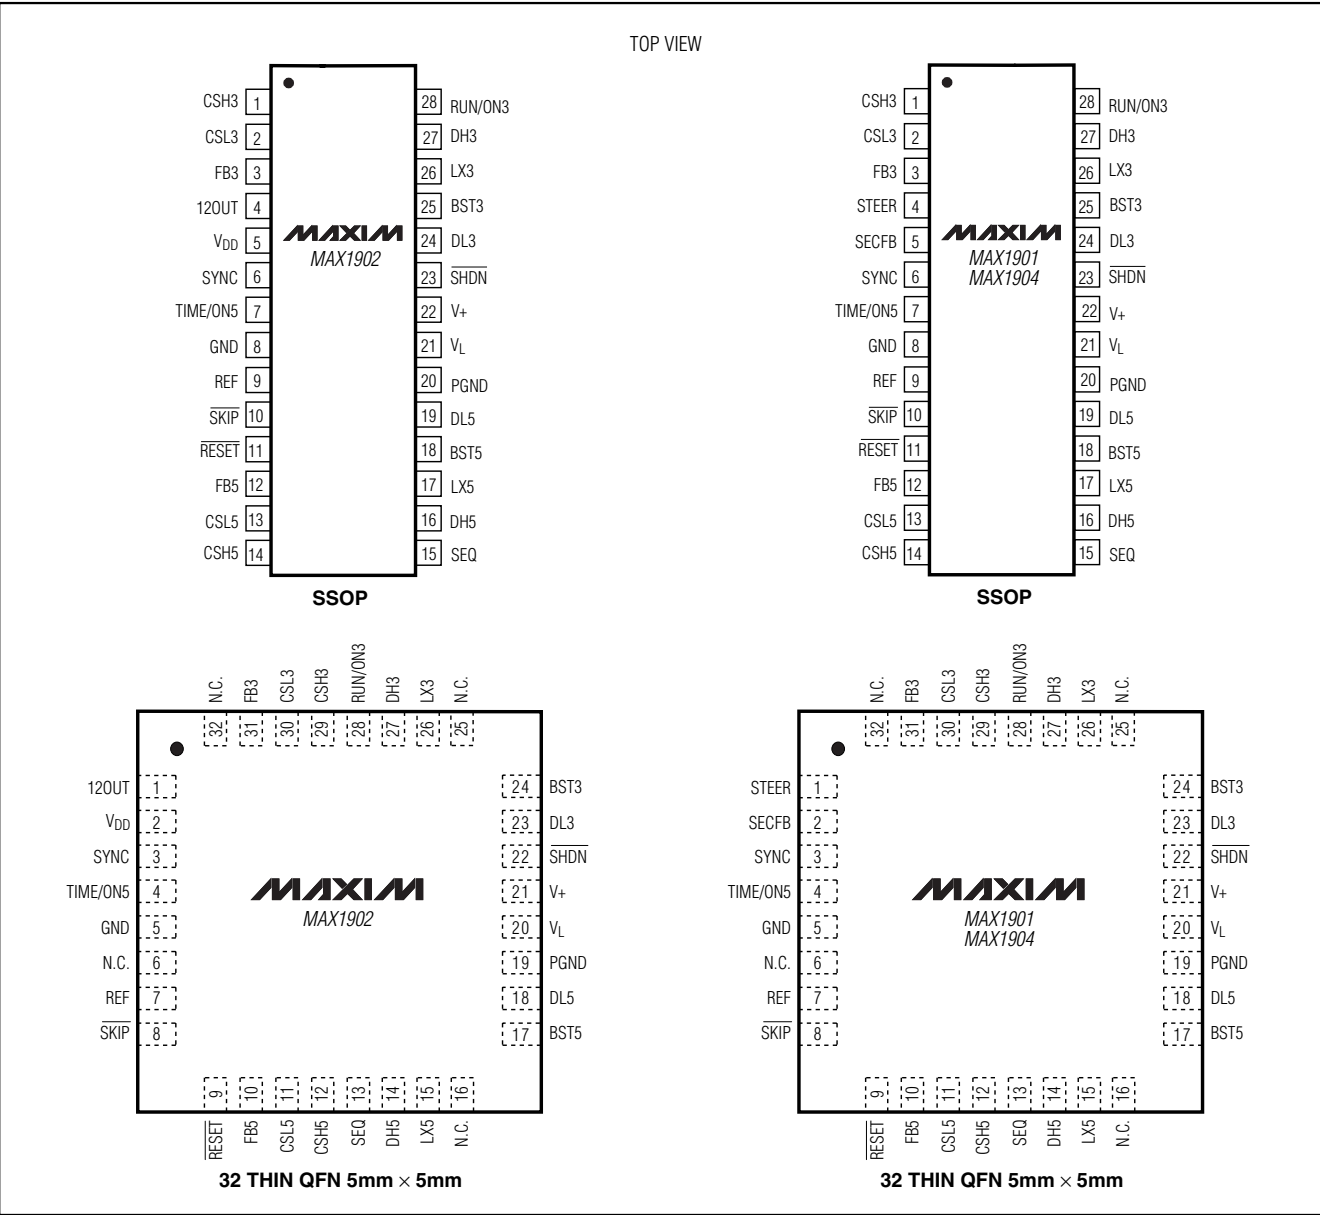 TOP VIEW
CSH3 1
CSL3 2
FB3 3
12OUT 4
VDD 5
SYNC 6
TIME/ON5 7
GND 8
REF 9
SKIP 10
RESET 11
FB5 12
CSL5 13
CSH5 14
MAXIM
MAX1902
28 RUN/ON3
27 DH3
26 LX3
25 BST3
24 DL3
23 SHDN
22 V+
21 VL
20 PGND
19 DL5
18 BST5
17 LX5
16 DH5
15 SEQ
SSOP
CSH3 1
CSL3 2
FB3 3
STEER 4
SECFB 5
SYNC 6
TIME/ON5 7
GND 8
REF 9
SKIP 10
RESET 11
FB5 12
CSL5 13
CSH5 14
MAXIM
MAX1901
MAX1904
28 RUN/ON3
27 DH3
26 LX3
25 BST3
24 DL3
23 SHDN
22 V+
21 VL
20 PGND
19 DL5
18 BST5
17 LX5
16 DH5
15 SEQ
SSOP
N.C. 32
FB3 31
CSL3 30
CSH3 29
RUN/ON3 28
DH3 27
LX3 26
N.C. 25
12OUT 1
VDD 2
SYNC 3
TIME/ON5 4
GND 5
N.C. 6
REF 7
SKIP 8
MAXIM
MAX1902
24 BST3
23 DL3
22 SHDN
21 V+
20 VL
19 PGND
18 DL5
17 BST5
9 RESET
10 FB5
11 CSL5
12 CSH5
13 SEQ
14 DH5
15 LX5
16 N.C.
32 THIN QFN 5mm × 5mm
N.C. 32
FB3 31
CSL3 30
CSH3 29
RUN/ON3 28
DH3 27
LX3 26
N.C. 25
STEER 1
SECFB 2
SYNC 3
TIME/ON5 4
GND 5
N.C. 6
REF 7
SKIP 8
MAXIM
MAX1901
MAX1904
24 BST3
23 DL3
22 SHDN
21 V+
20 VL
19 PGND
18 DL5
17 BST5
9 RESET
10 FB5
11 CSL5
12 CSH5
13 SEQ
14 DH5
15 LX5
16 N.C.
32 THIN QFN 5mm × 5mm